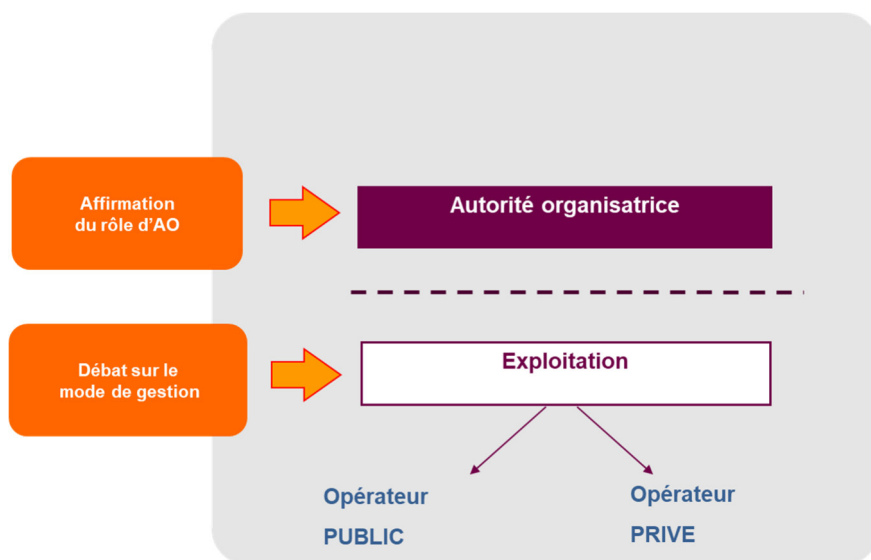 Affirmation
du rôle d'AO
Autorité organisatrice
Débat sur le
mode de gestion
Exploitation
Opérateur
PUBLIC
Opérateur
PRIVE